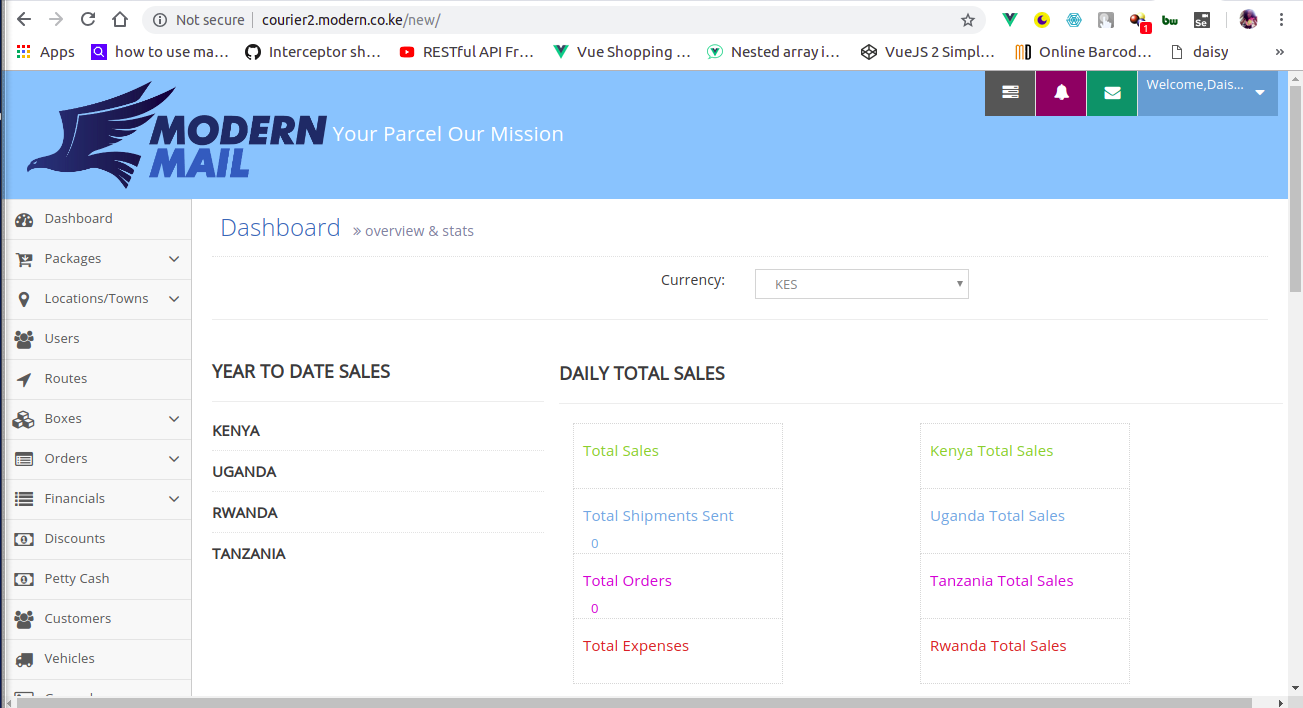 Not secure courier2.modern.co.ke/new/
1 bw Se
Apps how to use ma... Interceptor sh... RESTful API Fr... Vue Shopping ... Nested array i... VueJS 2 Simpl... Online Barcod... daisy »
Welcome,Dais...
MODERN
MAIL
Your Parcel Our Mission
Dashboard
Packages
Locations/Towns
Users
Routes
Boxes
Orders
Financials
Discounts
Petty Cash
Customers
Vehicles
Dashboard » overview & stats
Currency: KES
YEAR TO DATE SALES
KENYA
UGANDA
RWANDA
TANZANIA
DAILY TOTAL SALES
Total Sales
Total Shipments Sent
0
Total Orders
0
Total Expenses
Kenya Total Sales
Uganda Total Sales
Tanzania Total Sales
Rwanda Total Sales